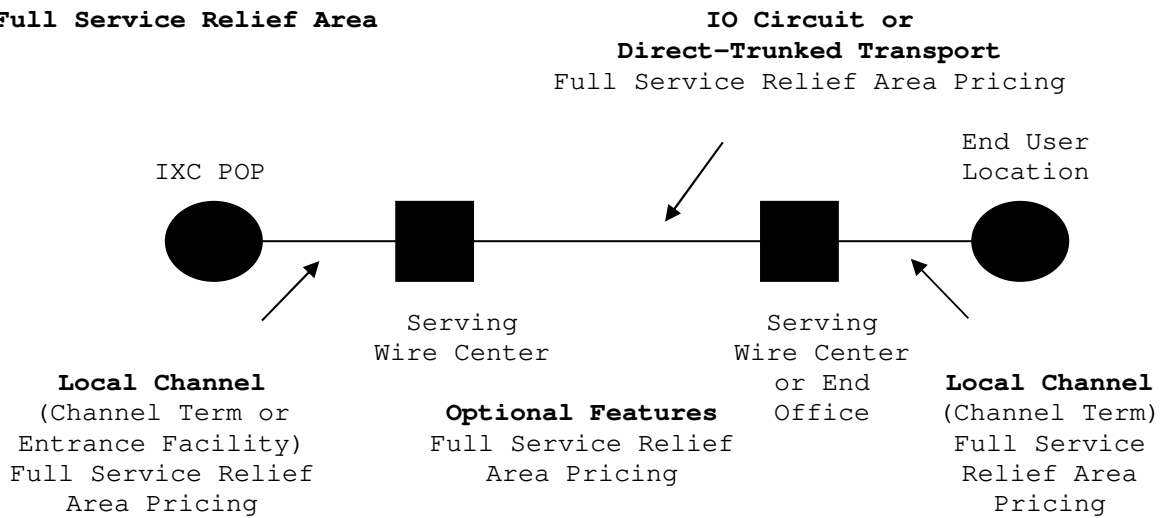 Full Service Relief Area
IO Circuit or
Direct-Trunked Transport
Full Service Relief Area Pricing
IXC POP
End User
Location
Serving
Wire Center
Serving
Wire Center
or End
Office
Local Channel
(Channel Term or
Entrance Facility)
Full Service Relief
Area Pricing
Optional Features
Full Service Relief
Area Pricing
Local Channel
(Channel Term)
Full Service
Relief Area
Pricing